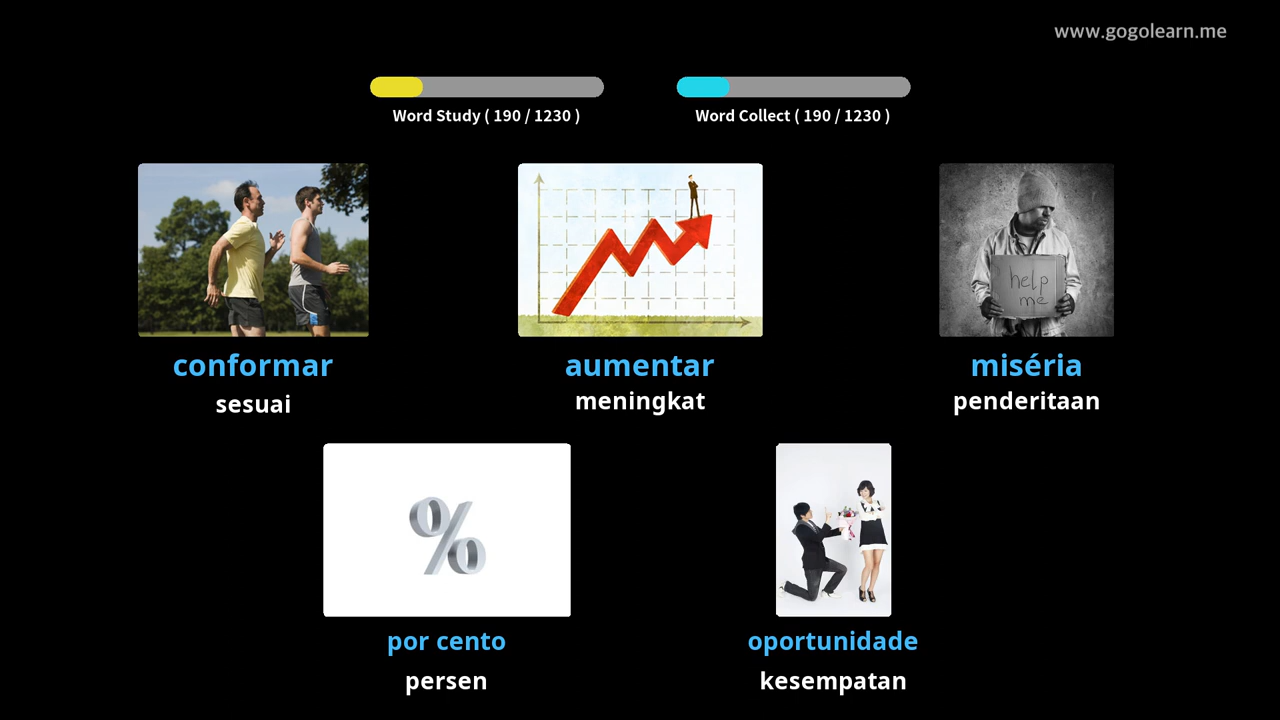 www.gogolearn.me
Word Study ( 190 / 1230 )
Word Collect ( 190 / 1230 )
help
me
conformar
aumentar
miséria
sesuai
meningkat
penderitaan
%
por cento
oportunidade
persen
kesempatan